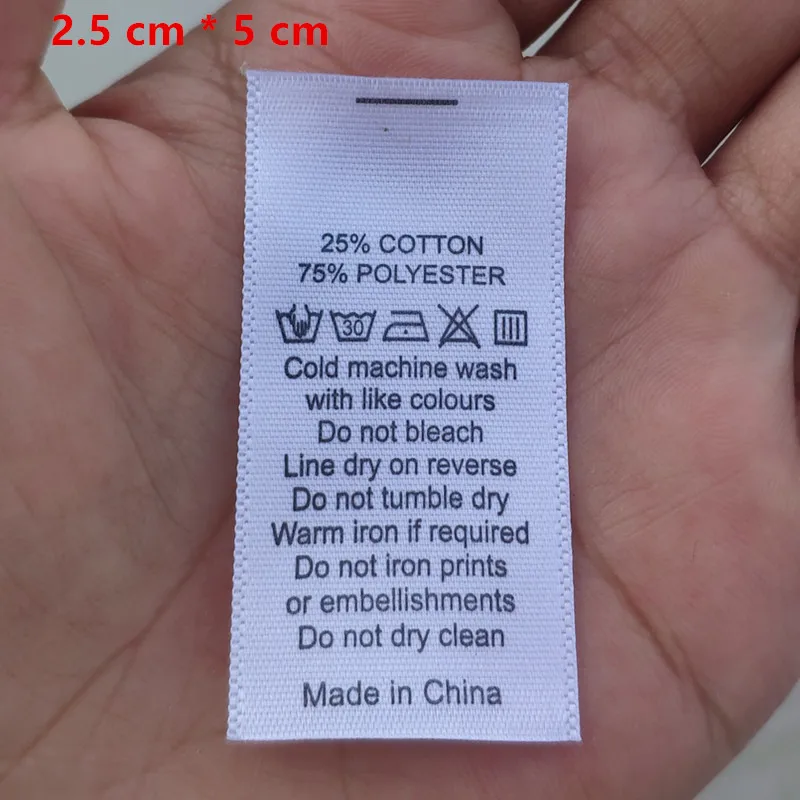 2.5 cm * 5 cm
25% COTTON
75% POLYESTER
30
Cold machine wash
with like colours
Do not bleach
Line dry on reverse
Do not tumble dry
Warm iron if required
Do not iron prints
or embellishments
Do not dry clean
Made in China